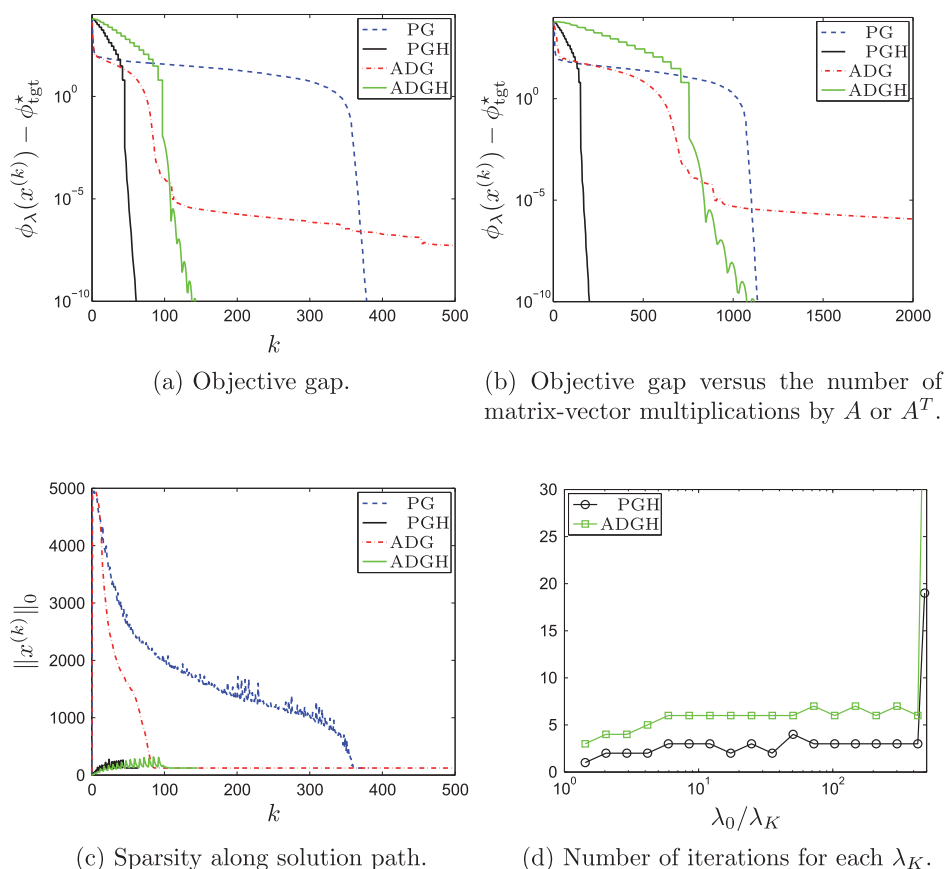 PG
PGH
ADG
ADGH
10^0
10^{-5}
10^{-10}
ϕ_λ(x^{(k)}) − ϕ^⋆_{tgt}
0 100 200 300 400 500
k
(a) Objective gap.
PG
PGH
ADG
ADGH
10^0
10^{-5}
10^{-10}
ϕ_λ(x^{(k)}) − ϕ^⋆_{tgt}
0 500 1000 1500 2000
(b) Objective gap versus the number of
matrix-vector multiplications by A or A^T.
PG
PGH
ADG
ADGH
5000
4000
3000
2000
1000
0
||x^{(k)}||_0
0 100 200 300 400 500
k
(c) Sparsity along solution path.
PGH
ADGH
30
25
20
15
10
5
0
10^0 10^1 10^2
λ_0/λ_K
(d) Number of iterations for each λ_K.